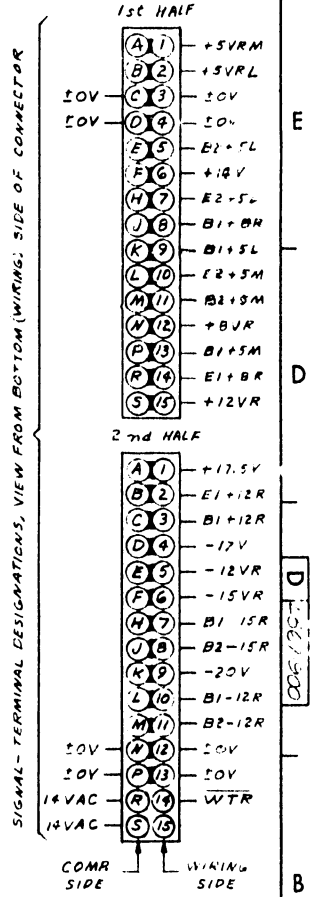 1st HALF
A 1 +5VRM
B 2 +5VRL
±0V C 3 ±0V
±0V D 4 ±0V
E 5 B2+5L
F 6 +14V
H 7 E2+5L
J 8 B1+8R
K 9 B1+5L
L 10 E2+5M
M 11 B2+5M
N 12 +8VR
P 13 B1+5M
R 14 E1+8R
S 15 +12VR
2nd HALF
A 1 +17.5V
B 2 E1+12R
C 3 B1+12R
D 4 -17V
E 5 -12VR
F 6 -15VR
H 7 B1-15R
J 8 B2-15R
K 9 -20V
L 10 B1-12R
M 11 B2-12R
±0V N 12 ±0V
±0V P 13 ±0V
14VAC R 14 WTR
14VAC S 15
COMP SIDE
WIRING SIDE
SIGNAL-TERMINAL DESIGNATIONS, VIEW FROM BOTTOM (WIRING) SIDE OF CONNECTOR
E
D
D
B